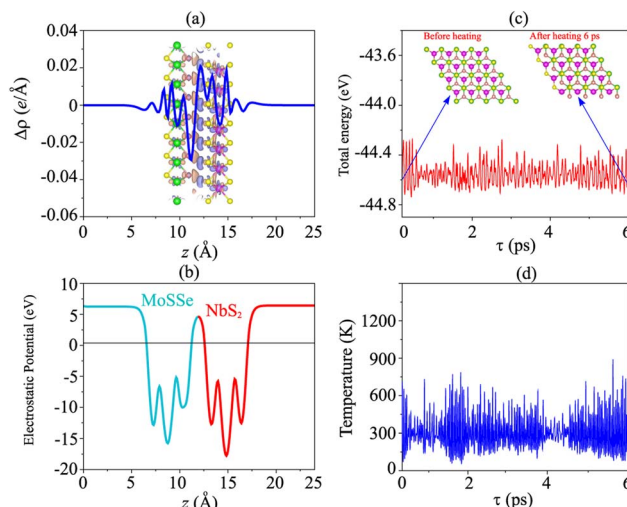 (a)
0.04
0.02
0
-0.02
-0.04
-0.06
Δρ (e/Å)
0 5 10 15 20 25
z (Å)
(c)
Before heating
After heating 6 ps
-43.6
-44.0
-44.4
-44.8
Total energy (eV)
0 2 4 6
τ (ps)
(b)
MoSSe
NbS₂
10
5
0
-5
-10
-15
-20
Electrostatic Potential (eV)
0 5 10 15 20 25
z (Å)
(d)
1500
1200
900
600
300
0
Temperature (K)
0 2 4 6
τ (ps)